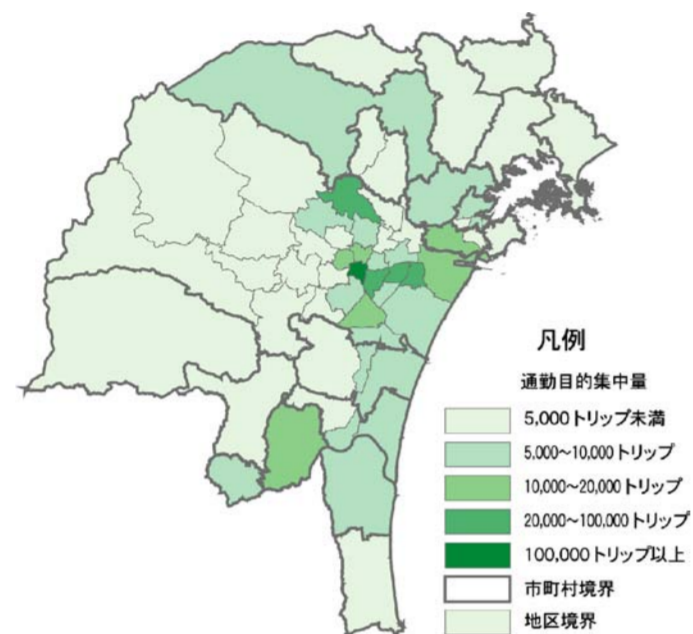 凡例
通勤目的集中量
5,000トリップ未満
5,000～10,000トリップ
10,000～20,000トリップ
20,000～100,000トリップ
100,000トリップ以上
市町村境界
地区境界